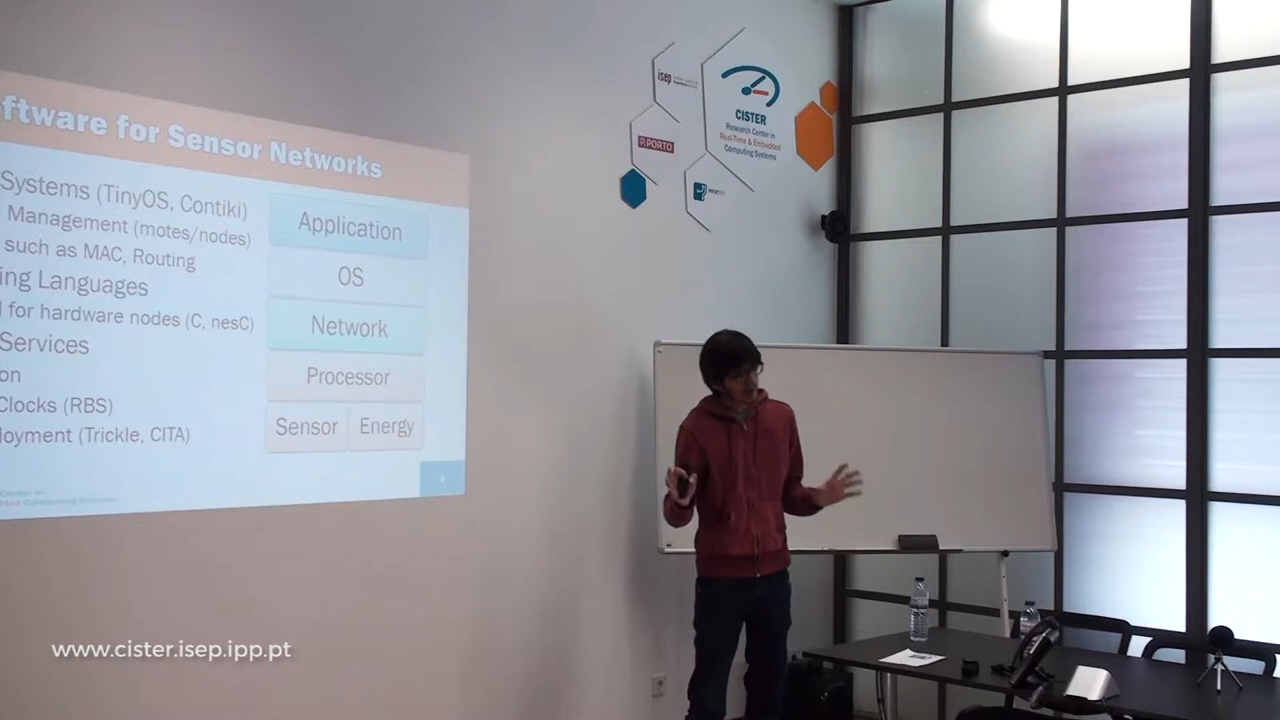 oftware for Sensor Networks
Systems (TinyOS, Contiki)
Management (motes/nodes)
such as MAC, Routing
ing Languages
l for hardware nodes (C, nesC)
Services
on
Clocks (RBS)
loyment (Trickle, CITA)
Application
OS
Network
Processor
Sensor
Energy
isep
CISTER
Research Center in
Real-Time & Embedded
Computing Systems
P.PORTO
www.cister.isep.ipp.pt